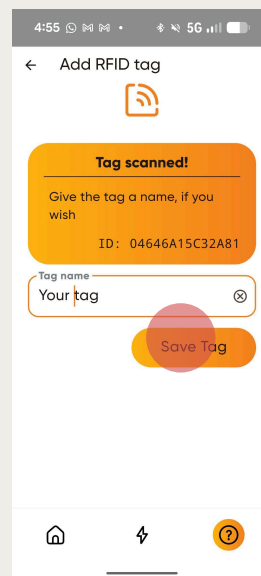 4:55 5G
Add RFID tag
Tag scanned!
Give the tag a name, if you
wish
ID: 04646A15C32A81
Tag name
Your tag
Save Tag
?